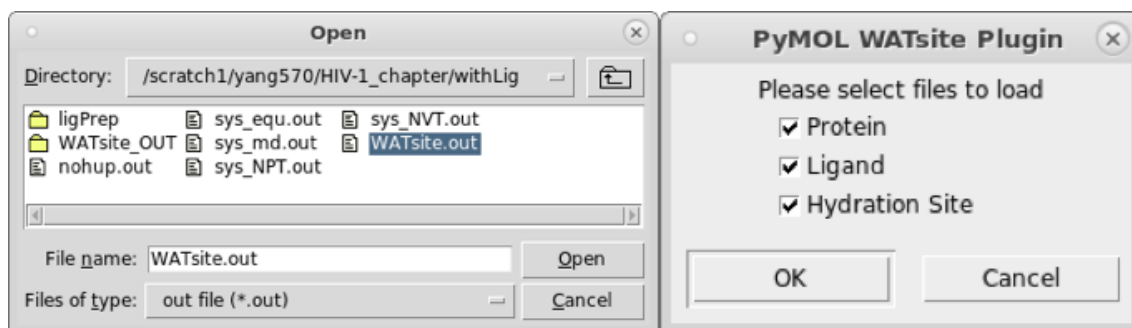 Open
Directory: /scratch1/yang570/HIV-1_chapter/withLig
ligPrep sys_equ.out sys_NVT.out
WATsite_OUT sys_md.out WATsite.out
nohup.out sys_NPT.out
File name: WATsite.out Open
Files of type: out file (*.out) Cancel
PyMOL WATsite Plugin
Please select files to load
Protein
Ligand
Hydration Site
OK Cancel